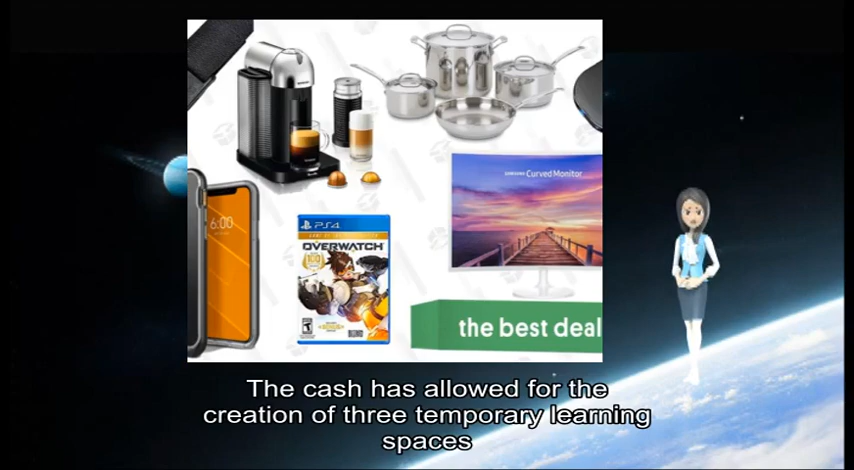 6:00
PS4
OVERWATCH
SAMSUNG Curved Monitor
the best deal
The cash has allowed for the
creation of three temporary learning
spaces